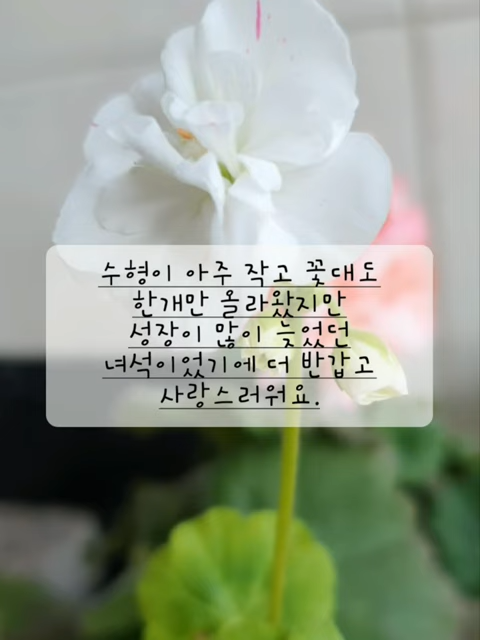 수형이 아주 작고 꽃대도
한개만 올라왔지만
성장이 많이 늦었던
녀석이었기에 더 반갑고
사랑스러워요.